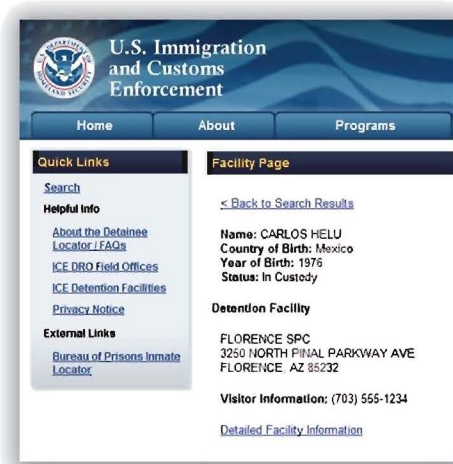 U.S. Immigration
and Customs
Enforcement
Home About Programs
Quick Links
Search
Helpful Info
About the Detainee
Locator / FAQs
ICE DRO Field Offices
ICE Detention Facilities
Privacy Notice
External Links
Bureau of Prisons Inmate
Locator
Facility Page
< Back to Search Results
Name: CARLOS HELU
Country of Birth: Mexico
Year of Birth: 1976
Status: In Custody
Detention Facility
FLORENCE SPC
3250 NORTH PINAL PARKWAY AVE
FLORENCE, AZ 85232
Visitor Information: (703) 555-1234
Detailed Facility Information